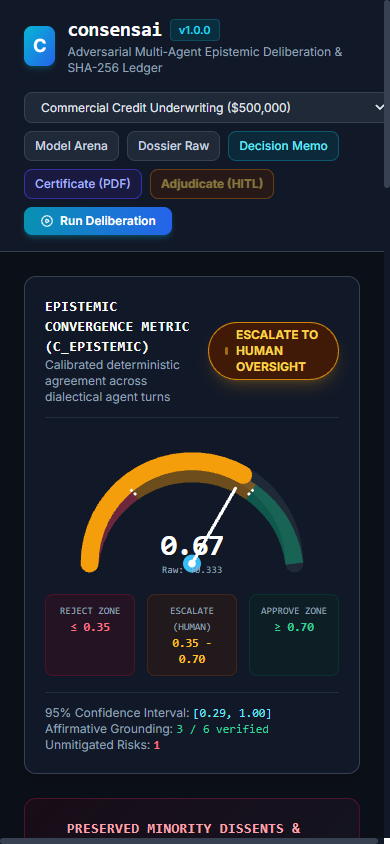 C
consensai v1.0.0
Adversarial Multi-Agent Epistemic Deliberation &
SHA-256 Ledger
Commercial Credit Underwriting ($500,000)
Model Arena
Dossier Raw
Decision Memo
Certificate (PDF)
Adjudicate (HITL)
Run Deliberation
EPISTEMIC
CONVERGENCE METRIC
(C_EPISTEMIC)
Calibrated deterministic
agreement across
dialectical agent turns
ESCALATE TO
HUMAN
OVERSIGHT
0.67
Raw: .333
REJECT ZONE
≤ 0.35
ESCALATE
(HUMAN)
0.35 -
0.70
APPROVE ZONE
≥ 0.70
95% Confidence Interval: [0.29, 1.00]
Affirmative Grounding: 3 / 6 verified
Unmitigated Risks: 1
PRESERVED MINORITY DISSENTS &